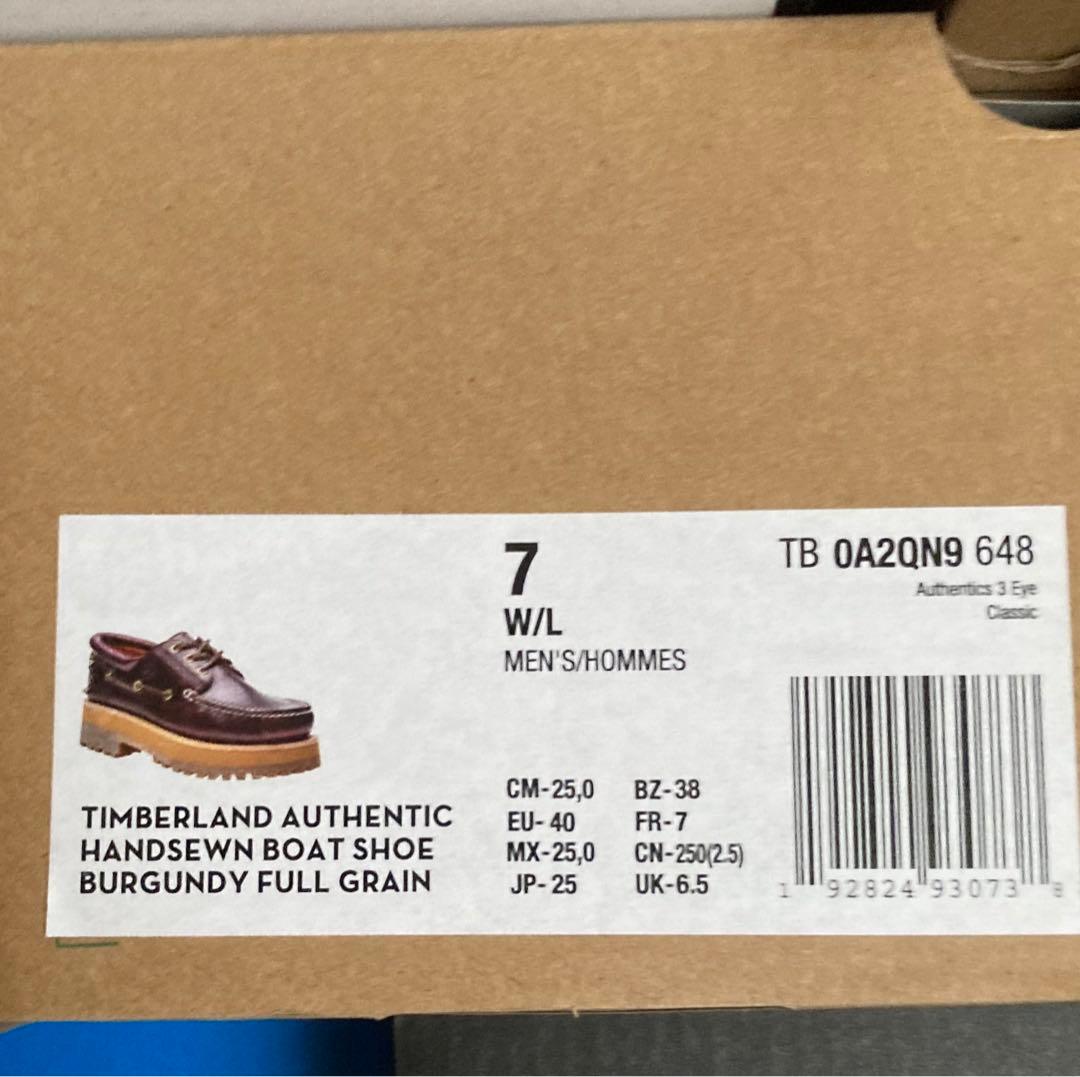 7
W/L
MEN'S/HOMMES
TB 0A2QN9 648
Authentics 3 Eye
Classic
TIMBERLAND AUTHENTIC
HANDSEWN BOAT SHOE
BURGUNDY FULL GRAIN
CM-25,0 BZ-38
EU-40 FR-7
MX-25,0 CN-250(2.5)
JP-25 UK-6.5
1 92824 93073 8